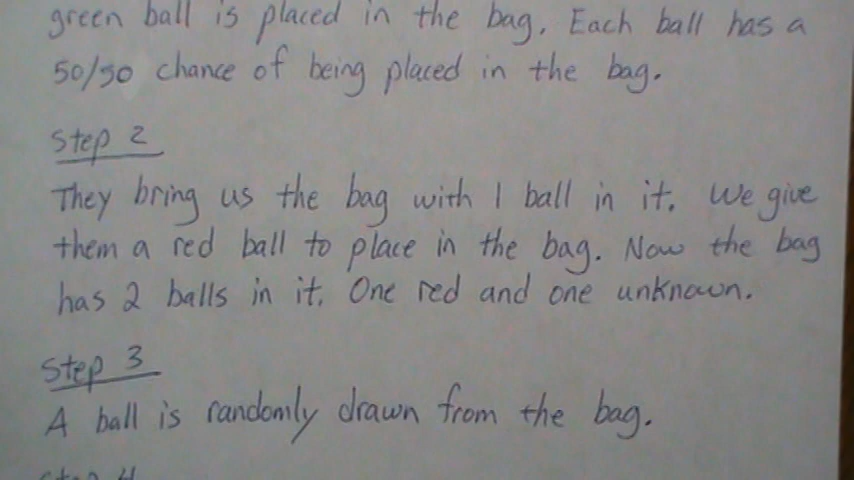 green ball is placed in the bag. Each ball has a
50/50 chance of being placed in the bag.
Step 2
They bring us the bag with 1 ball in it. We give
them a red ball to place in the bag. Now the bag
has 2 balls in it. One red and one unknown.
Step 3
A ball is randomly drawn from the bag.
Step 4